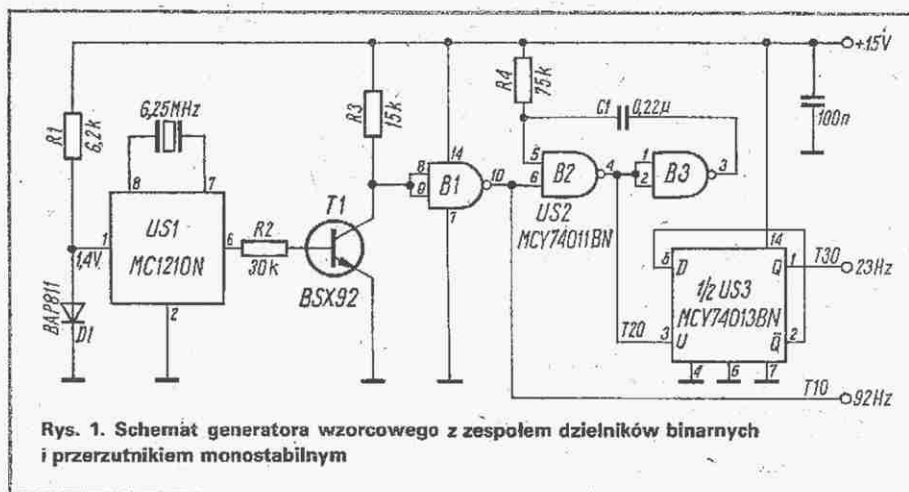 +15V
R1
6,2k
6,25MHz
R3
15k
R4
75k
C1 0,22µ
100n
8 7
US1
MC1210N
1
1,4V
6
2
R2
30k
T1
BSX92
BAP811
D1
14
8
9
B1
10
7
5
6
B2
4
US2
MCY74011BN
1
2
B3
3
14
5 D
Q 1
T30
23Hz
1/2 US3
MCY74013BN
T20
3 U
Q̅ 2
4 6 7
T10
92Hz
Rys. 1. Schemat generatora wzorcowego z zespołem dzielników binarnych
i przerzutnikiem monostabilnym